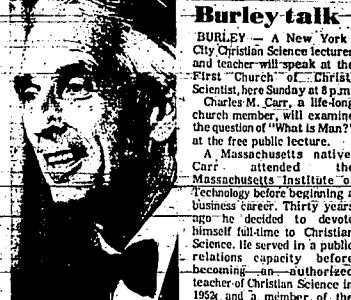 Burley talk
BURLEY — A New York
City Christian Science lecturer
and teacher will speak at the
First Church of Christ
Scientist, here Sunday at 8 p.m.
Charles M. Carr, a life-long
church member, will examine
the question of "What is Man?"
at the free public lecture.
A Massachusetts native
Carr attended the
Massachusetts Institute of
Technology before beginning a
business career. Thirty years
ago he decided to devote
himself full-time to Christian
Science. He served in a public
relations capacity before
becoming an authorized
teacher of Christian Science in
1952 and a member of the